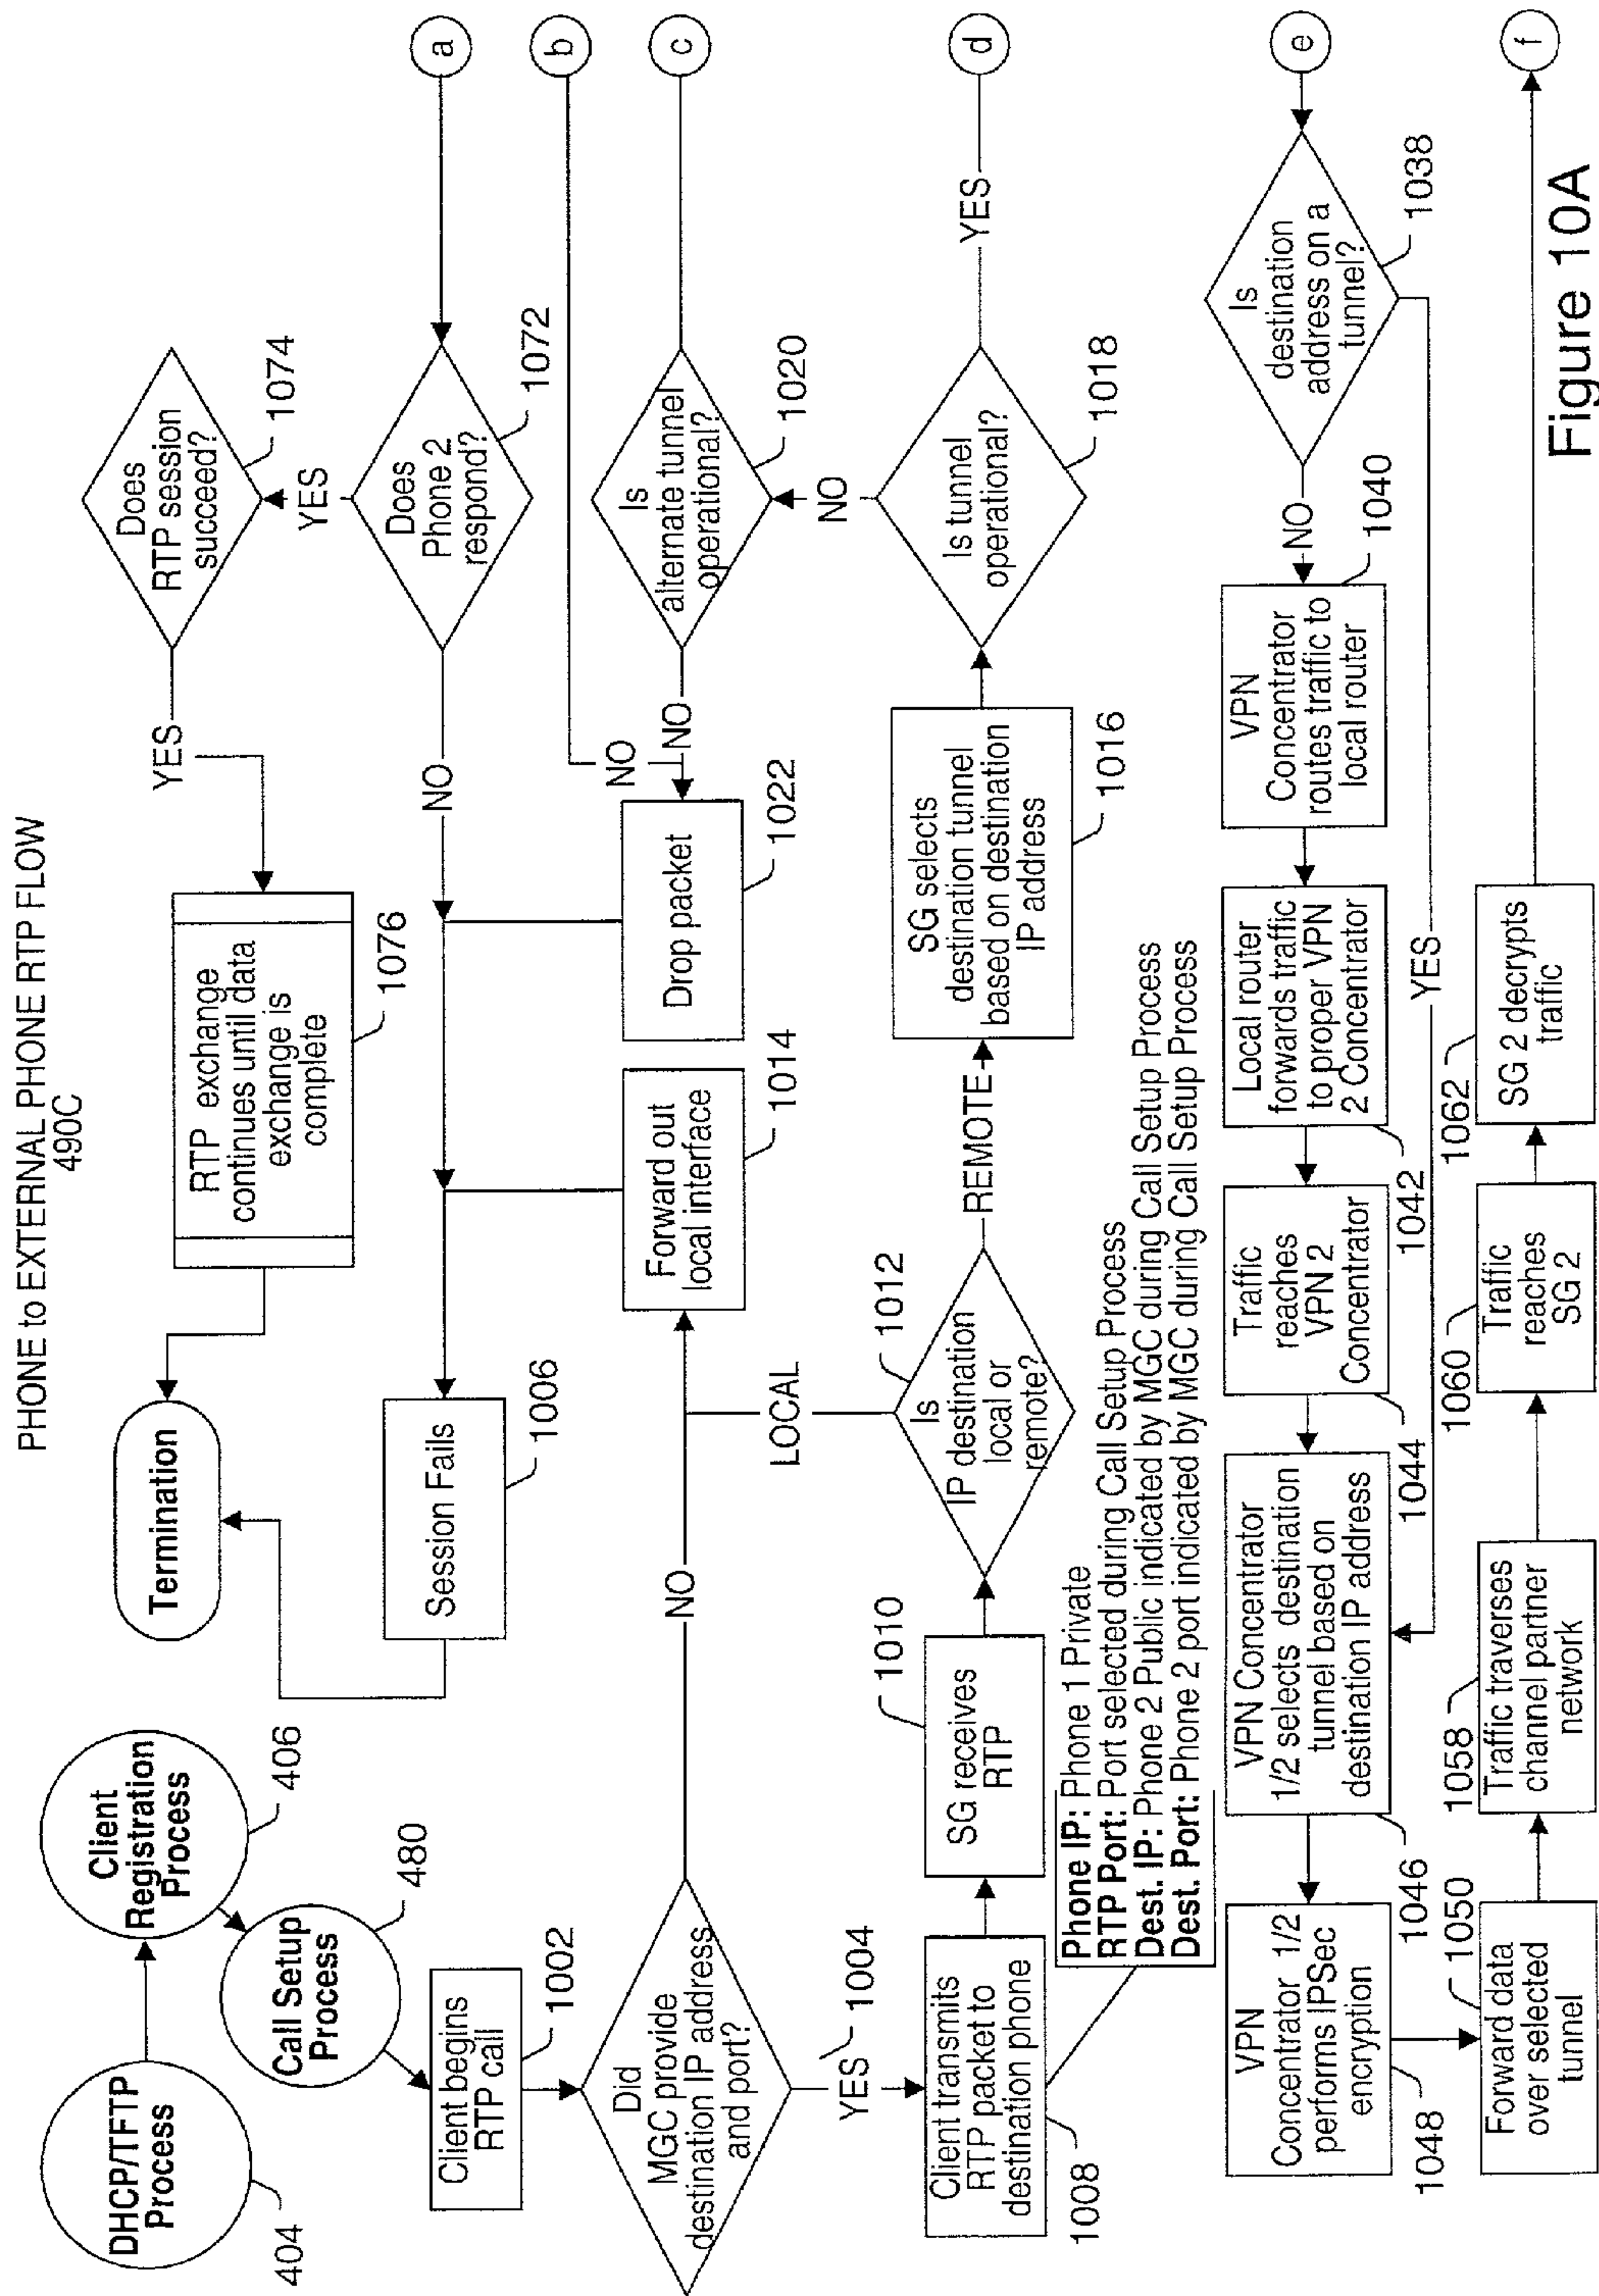 PHONE to EXTERNAL PHONE RTP FLOW
490C
DHCP/TFTP
Process
404
Client
Registration
Process
406
Call Setup
Process
480
Client begins
RTP call
1002
Did
MGC provide
destination IP address
and port?
1004
YES
NO
Termination
Session Fails
1006
RTP exchange
continues until data
exchange is
complete
1076
YES
Does
RTP session
succeed?
1074
YES
Does
Phone 2
respond?
1072
NO
a
b
c
NO
NO
Is
alternate tunnel
operational?
1020
Drop packet
1022
Forward out
local interface
1014
LOCAL
Client transmits
RTP packet to
destination phone
1008
SG receives
RTP
1010
Is
IP destination
local or
remote?
1012
REMOTE
SG selects
destination tunnel
based on destination
IP address
1016
Is tunnel
operational?
1018
NO
YES
d
Phone IP: Phone 1 Private
RTP Port: Port selected during Call Setup Process
Dest. IP: Phone 2 Public indicated by MGC during Call Setup Process
Dest. Port: Phone 2 port indicated by MGC during Call Setup Process
e
Is
destination
address on a
tunnel?
1038
NO
YES
VPN
Concentrator
routes traffic to
local router
1040
Local router
forwards traffic
to proper VPN
2 Concentrator
1042
Traffic
reaches
VPN 2
Concentrator
1044
VPN Concentrator
1/2 selects destination
tunnel based on
destination IP address
1046
VPN
Concentrator 1/2
performs IPSec
encryption
1048
Forward data
over selected
tunnel
1050
Traffic traverses
channel partner
network
1058
Traffic
reaches
SG 2
1060
SG 2 decrypts
traffic
1062
f
Figure 10A